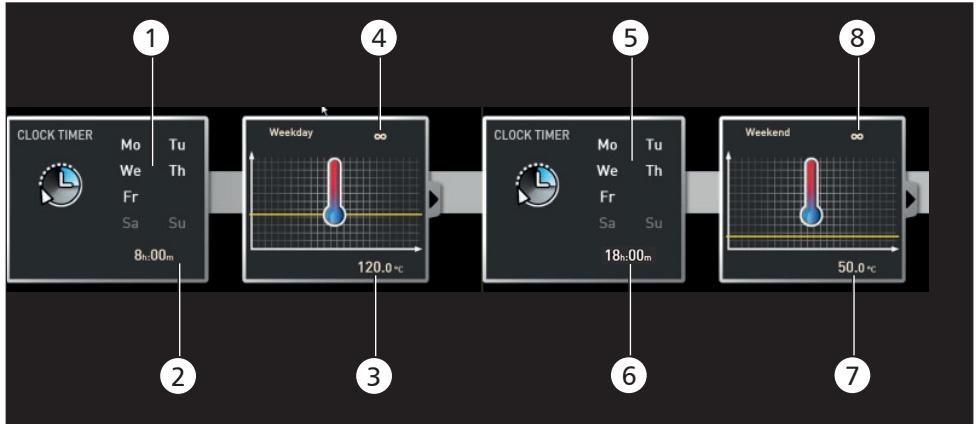 1
4
5
8
CLOCK TIMER
Mo Tu
We Th
Fr
Sa Su
8h:00m
Weekday ∞
120.0 °C
CLOCK TIMER
Mo Tu
We Th
Fr
Sa Su
18h:00m
Weekend ∞
50.0 °C
2
3
6
7